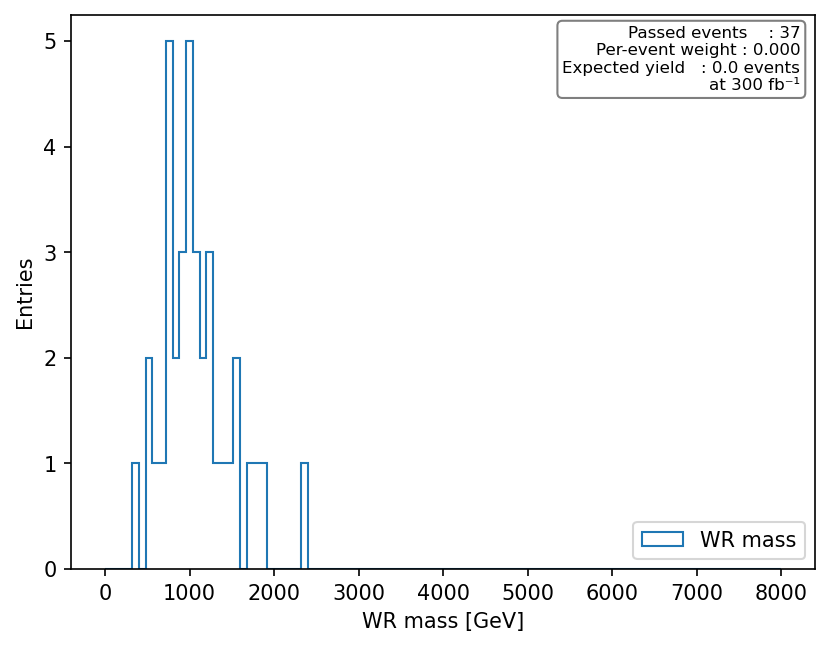 Passed events : 37
Per-event weight : 0.000
Expected yield : 0.0 events
at 300 fb⁻¹
5
4
3
2
1
0
Entries
WR mass
0 1000 2000 3000 4000 5000 6000 7000 8000
WR mass [GeV]